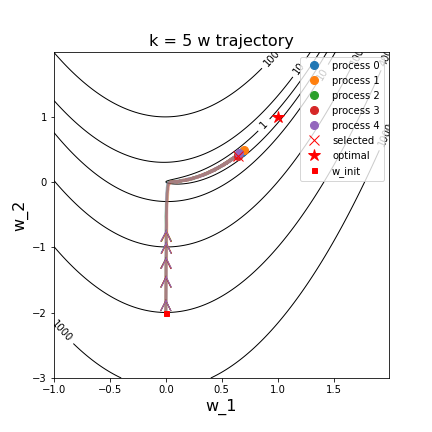 k = 5 w trajectory
100
10
1
1000
process 0
process 1
process 2
process 3
process 4
selected
optimal
w_init
w_2
1
0
−1
−2
−3
−1.0
−0.5
0.0
0.5
1.0
1.5
w_1